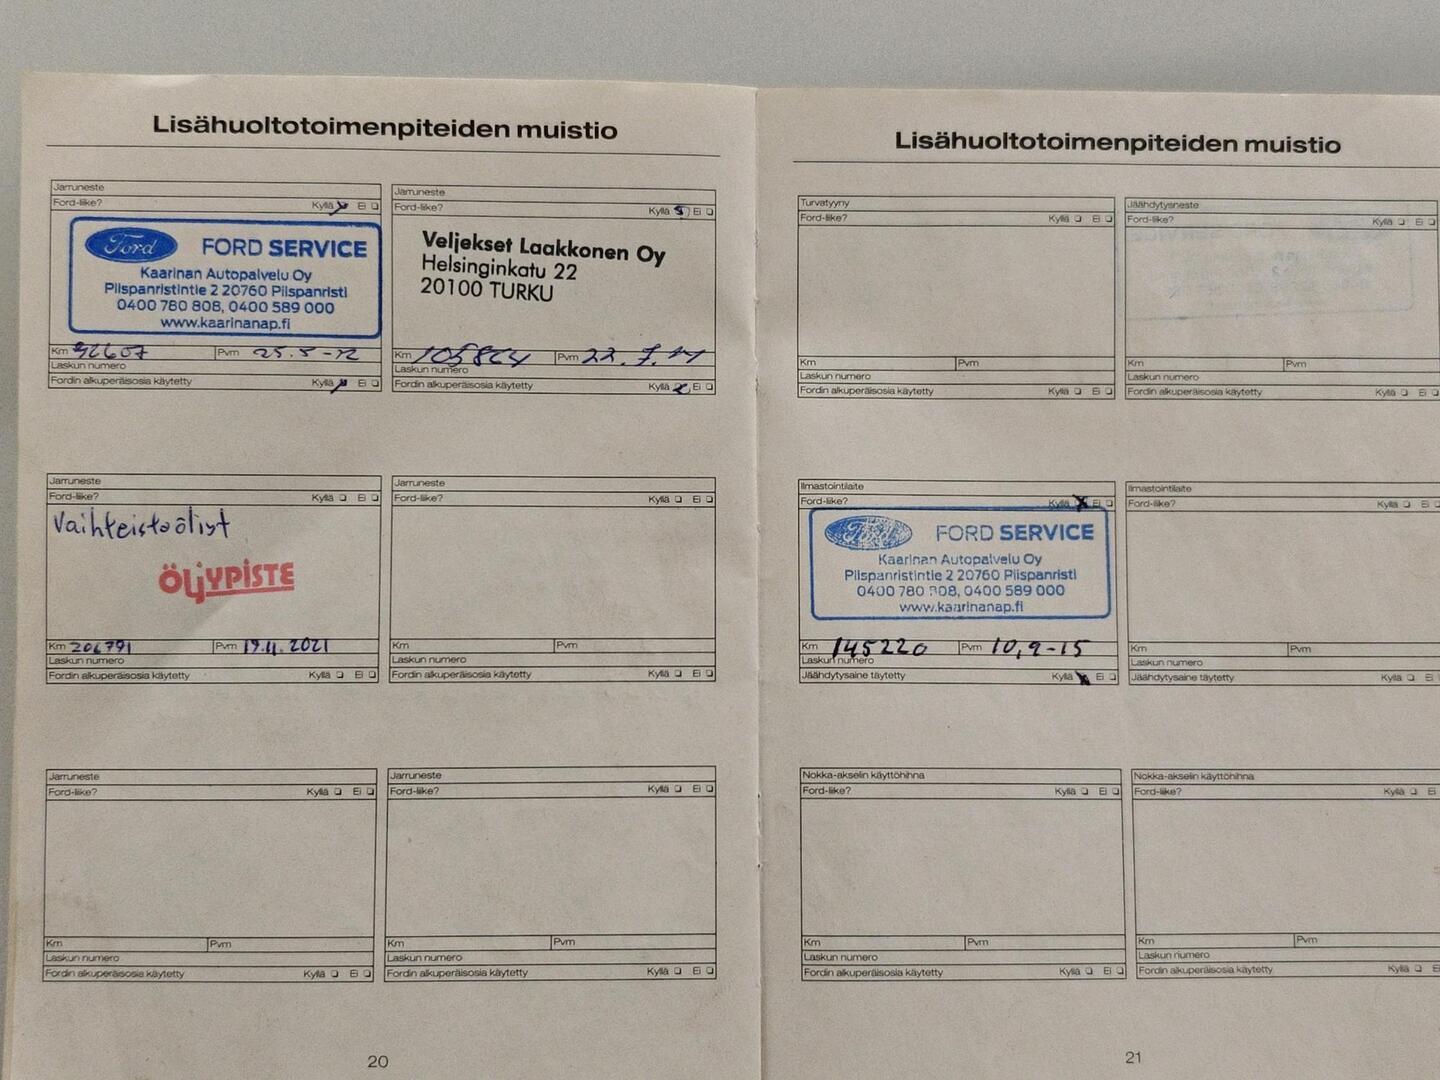 Lisähuoltotoimenpiteiden muistio
Jarruneste
Ford-liike? Kyllä Ei
Ford FORD SERVICE
Kaarinan Autopalvelu Oy
Piispanristintie 2 20760 Piispanristi
0400 780 808, 0400 589 000
www.kaarinanap.fi
Km 92607 Pvm 25.5-12
Laskun numero
Fordin alkuperäisosia käytetty Kyllä Ei
Jarruneste
Ford-liike? Kyllä Ei
Veljekset Laakkonen Oy
Helsinginkatu 22
20100 TURKU
Km Pvm 22.7.14
Laskun numero
Fordin alkuperäisosia käytetty Kyllä Ei
Jarruneste
Ford-liike? Kyllä Ei
Vaihteistoöljyt
ÖLJYPISTE
Km 206791 Pvm 19.11.2021
Laskun numero
Fordin alkuperäisosia käytetty Kyllä Ei
Jarruneste
Ford-liike? Kyllä Ei
Km Pvm
Laskun numero
Fordin alkuperäisosia käytetty Kyllä Ei
Jarruneste
Ford-liike? Kyllä Ei
Km Pvm
Laskun numero
Fordin alkuperäisosia käytetty Kyllä Ei
Jarruneste
Ford-liike? Kyllä Ei
Km Pvm
Laskun numero
Fordin alkuperäisosia käytetty Kyllä Ei
20
Lisähuoltotoimenpiteiden muistio
Turvatyyny
Ford-liike? Kyllä Ei
Km Pvm
Laskun numero
Fordin alkuperäisosia käytetty Kyllä Ei
Jäähdytysneste
Ford-liike? Kyllä Ei
Km Pvm
Laskun numero
Fordin alkuperäisosia käytetty Kyllä Ei
Ilmastointilaite
Ford-liike? Kyllä Ei
Ford FORD SERVICE
Kaarinan Autopalvelu Oy
Piispanristintie 2 20760 Piispanristi
0400 780 808, 0400 589 000
www.kaarinanap.fi
Km 145220 Pvm 10,9-15
Laskun numero
Jäähdytysaine täytetty Kyllä Ei
Ilmastointilaite
Ford-liike? Kyllä Ei
Km Pvm
Laskun numero
Jäähdytysaine täytetty Kyllä Ei
Nokka-akselin käyttöhihna
Ford-liike? Kyllä Ei
Km Pvm
Laskun numero
Fordin alkuperäisosia käytetty Kyllä Ei
Nokka-akselin käyttöhihna
Ford-liike? Kyllä Ei
Km Pvm
Laskun numero
Fordin alkuperäisosia käytetty Kyllä Ei
21